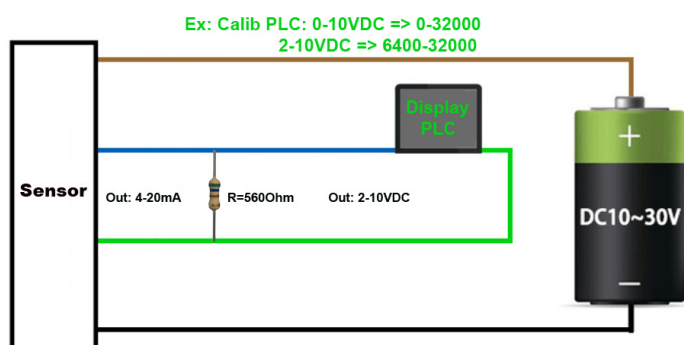 Ex: Calib PLC: 0-10VDC => 0-32000
2-10VDC => 6400-32000
Display
PLC
+
Sensor
Out: 4-20mA
R=560Ohm
Out: 2-10VDC
DC10~30V
—